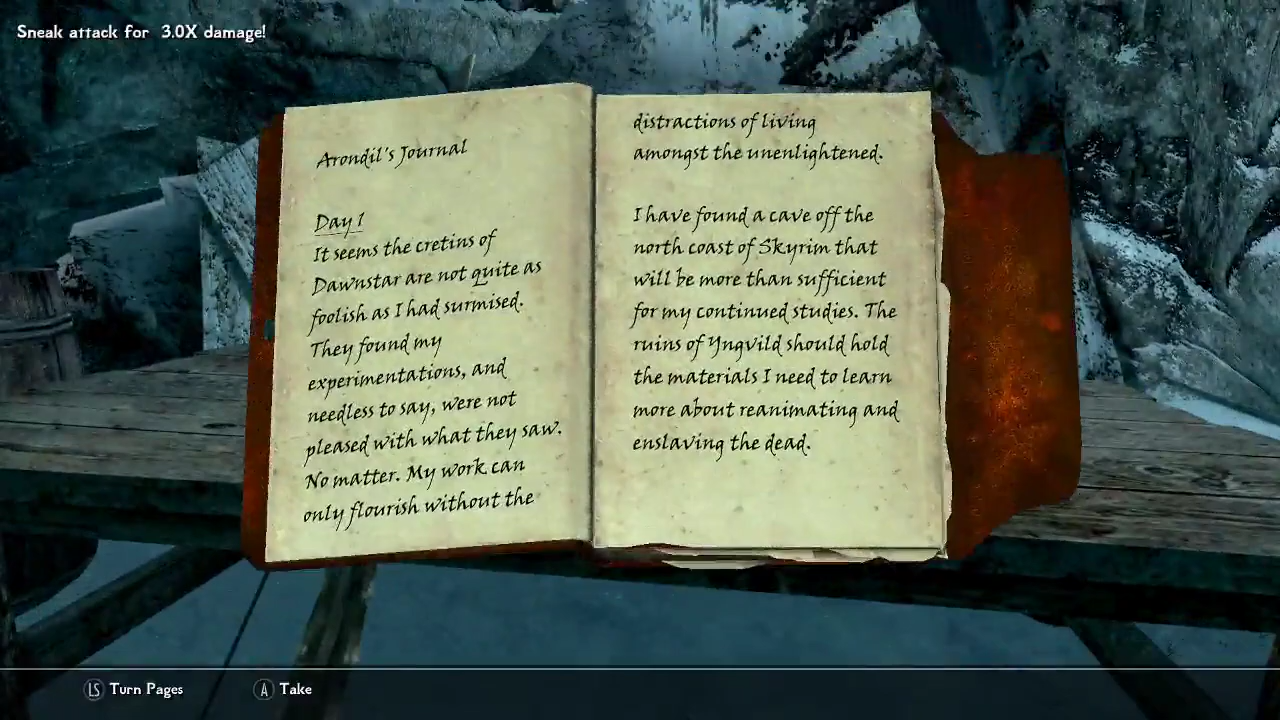 Sneak attack for 3.0X damage!
Arondil's Journal
Day 1
It seems the cretins of
Dawnstar are not quite as
foolish as I had surmised.
They found my
experimentations, and
needless to say, were not
pleased with what they saw.
No matter. My work can
only flourish without the
distractions of living
amongst the unenlightened.
I have found a cave off the
north coast of Skyrim that
will be more than sufficient
for my continued studies. The
ruins of Yngvild should hold
the materials I need to learn
more about reanimating and
enslaving the dead.
LS Turn Pages
A Take